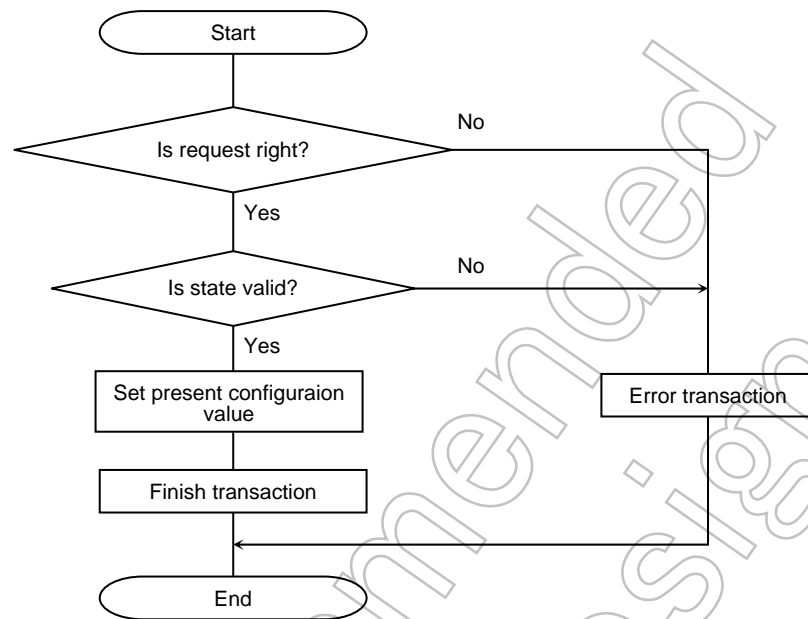 Start
No
Is request right?
Yes
No
Is state valid?
Yes
Set present configuraion
value
Error transaction
Finish transaction
End